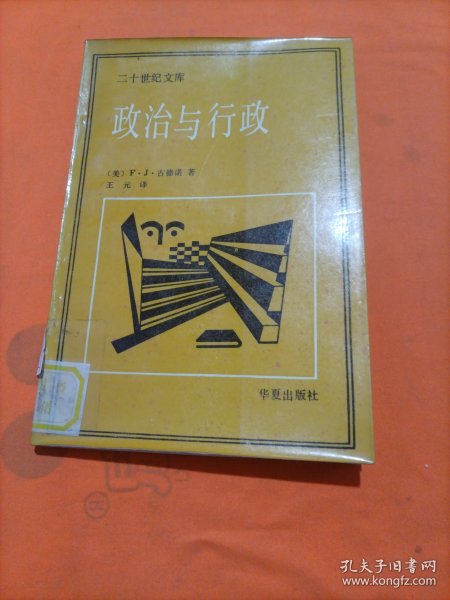 二十世纪文库
政治与行政
（美）F·J·古德诺 著
王元 译
华夏出版社
孔夫子旧书网
www.kongfz.com